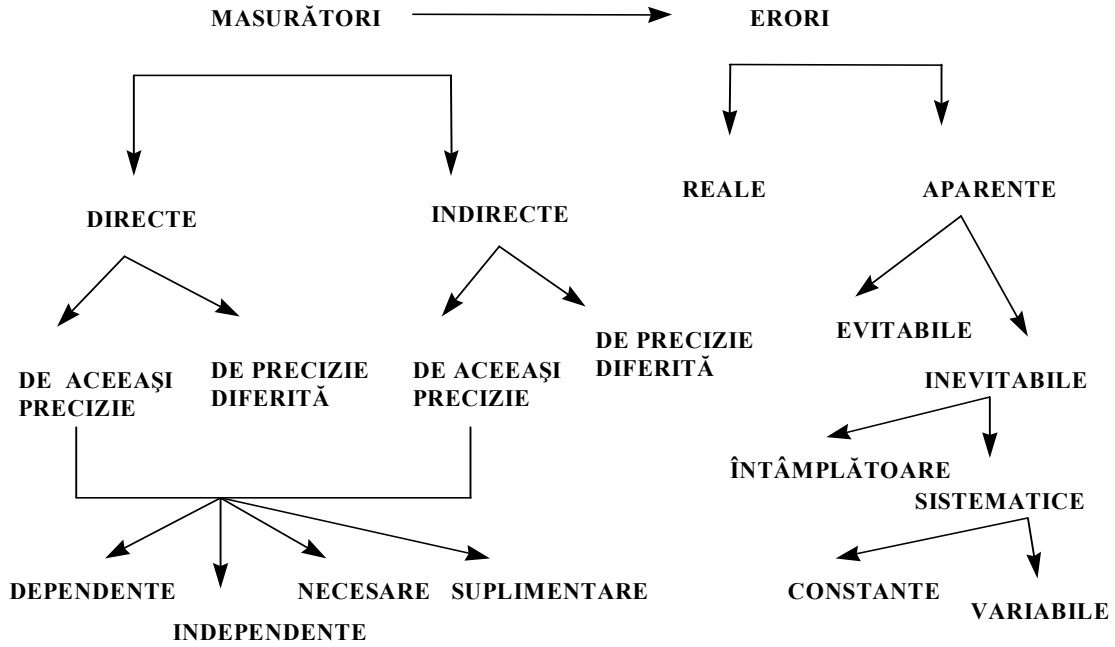 MASURĂTORI
ERORI
DIRECTE
INDIRECTE
REALE
APARENTE
DE ACEEAŞI
PRECIZIE
DE PRECIZIE
DIFERITĂ
DE ACEEAŞI
PRECIZIE
DE PRECIZIE
DIFERITĂ
EVITABILE
INEVITABILE
ÎNTÂMPLĂTOARE
SISTEMATICE
DEPENDENTE
INDEPENDENTE
NECESARE
SUPLIMENTARE
CONSTANTE
VARIABILE